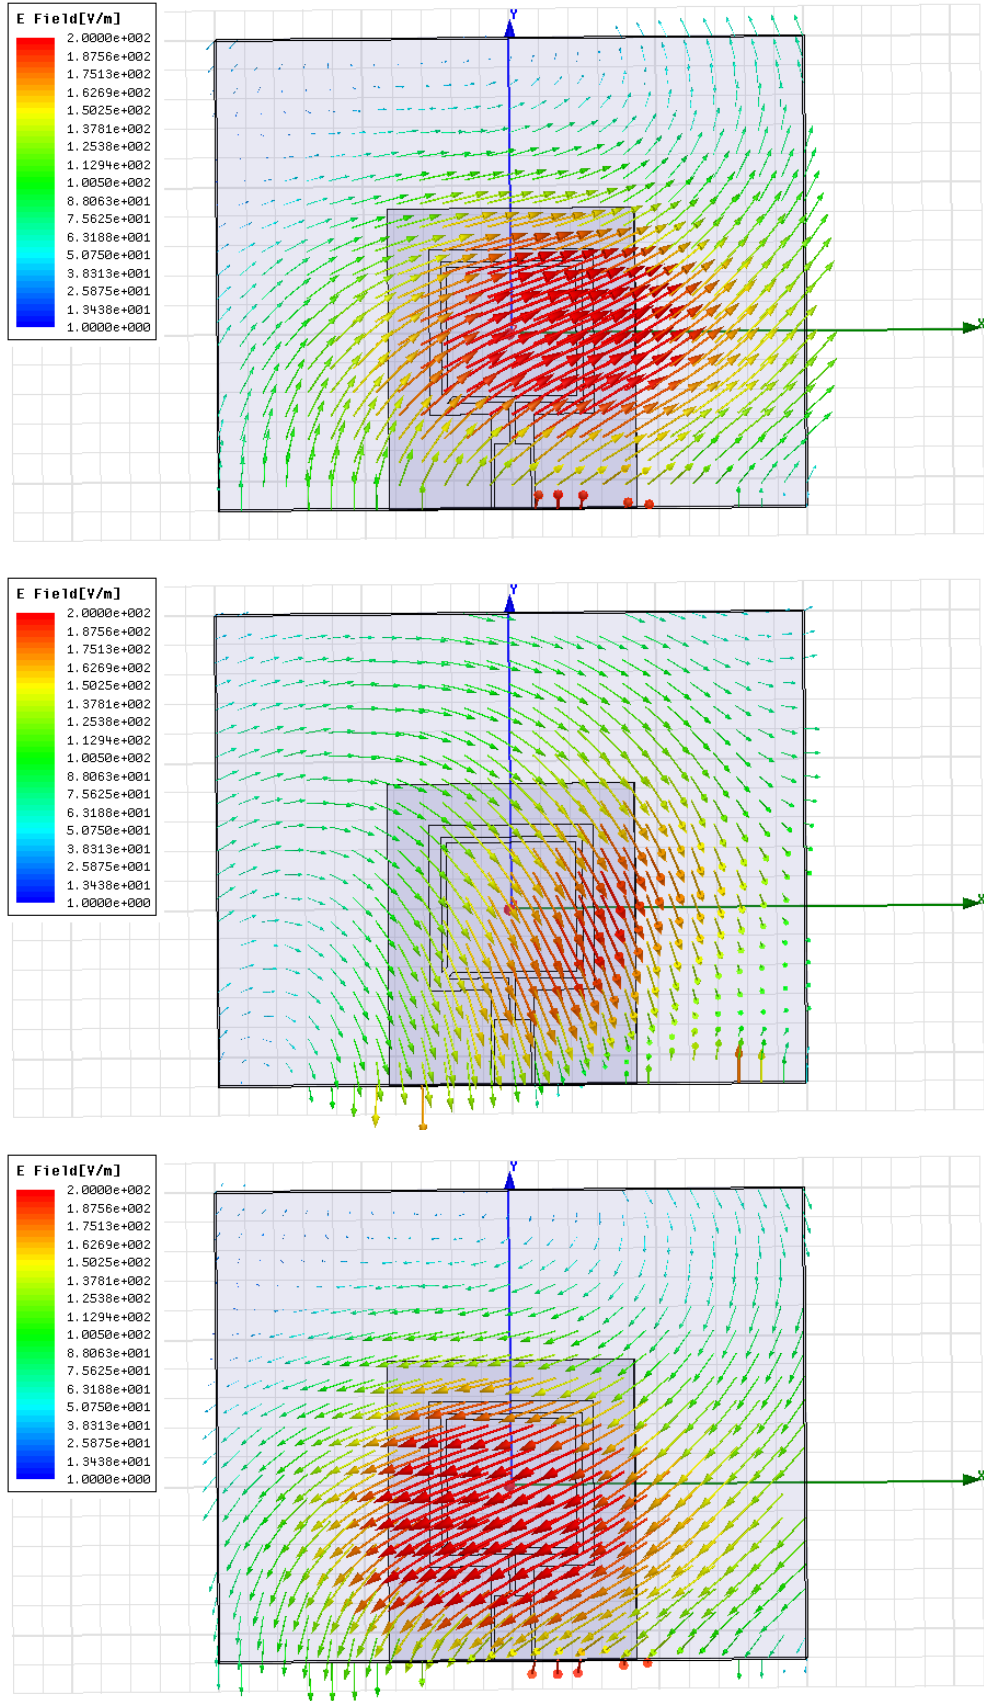 E Field[V/m]
2.0000e+002
1.8756e+002
1.7513e+002
1.6269e+002
1.5025e+002
1.3781e+002
1.2538e+002
1.1294e+002
1.0050e+002
8.8063e+001
7.5625e+001
6.3188e+001
5.0750e+001
3.8313e+001
2.5875e+001
1.3438e+001
1.0000e+000
Y
X
E Field[V/m]
2.0000e+002
1.8756e+002
1.7513e+002
1.6269e+002
1.5025e+002
1.3781e+002
1.2538e+002
1.1294e+002
1.0050e+002
8.8063e+001
7.5625e+001
6.3188e+001
5.0750e+001
3.8313e+001
2.5875e+001
1.3438e+001
1.0000e+000
Y
X
E Field[V/m]
2.0000e+002
1.8756e+002
1.7513e+002
1.6269e+002
1.5025e+002
1.3781e+002
1.2538e+002
1.1294e+002
1.0050e+002
8.8063e+001
7.5625e+001
6.3188e+001
5.0750e+001
3.8313e+001
2.5875e+001
1.3438e+001
1.0000e+000
Y
X